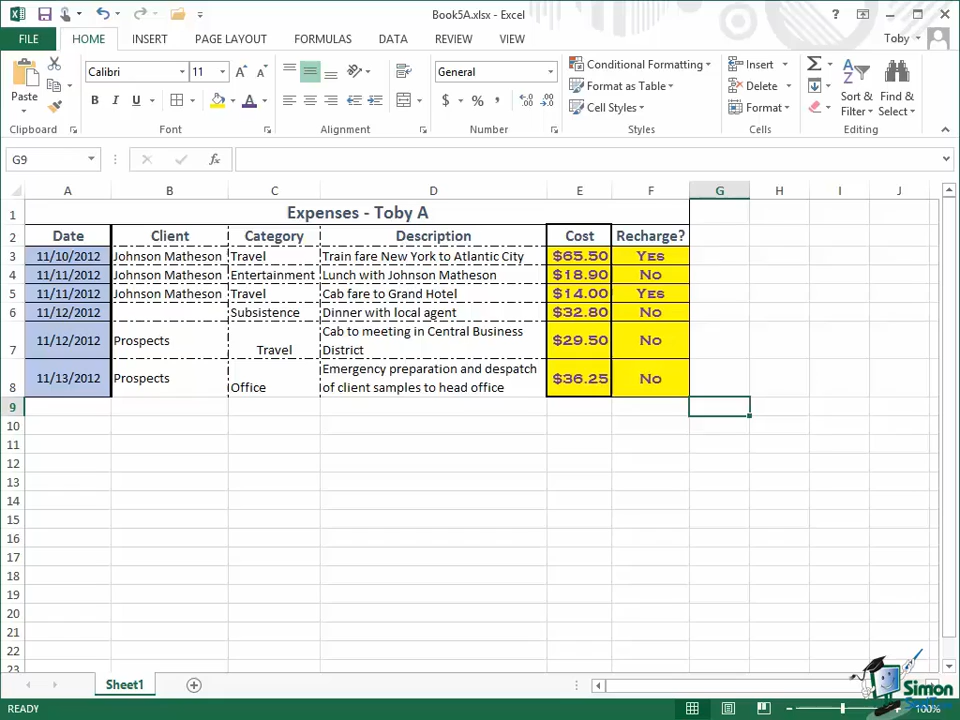 Book5A.xlsx - Excel
?
FILE HOME INSERT PAGE LAYOUT FORMULAS DATA REVIEW VIEW Toby
Paste
Calibri 11
B I U A
General
$ % ,
Conditional Formatting
Format as Table
Cell Styles
Insert
Delete
Format
Sort &
Filter
Find &
Select
Clipboard Font Alignment Number Styles Cells Editing
G9 fx
A B C D E F G H I J
1 Expenses - Toby A
2 Date Client Category Description Cost Recharge?
3 11/10/2012 Johnson Matheson Travel Train fare New York to Atlantic City $65.50 Yes
4 11/11/2012 Johnson Matheson Entertainment Lunch with Johnson Matheson $18.90 No
5 11/11/2012 Johnson Matheson Travel Cab fare to Grand Hotel $14.00 Yes
6 11/12/2012 Subsistence Dinner with local agent $32.80 No
7 11/12/2012 Prospects Travel Cab to meeting in Central Business
District $29.50 No
8 11/13/2012 Prospects Office Emergency preparation and despatch
of client samples to head office $36.25 No
9
10
11
12
13
14
15
16
17
18
19
20
21
22
23
Sheet1
READY
Simon
100%